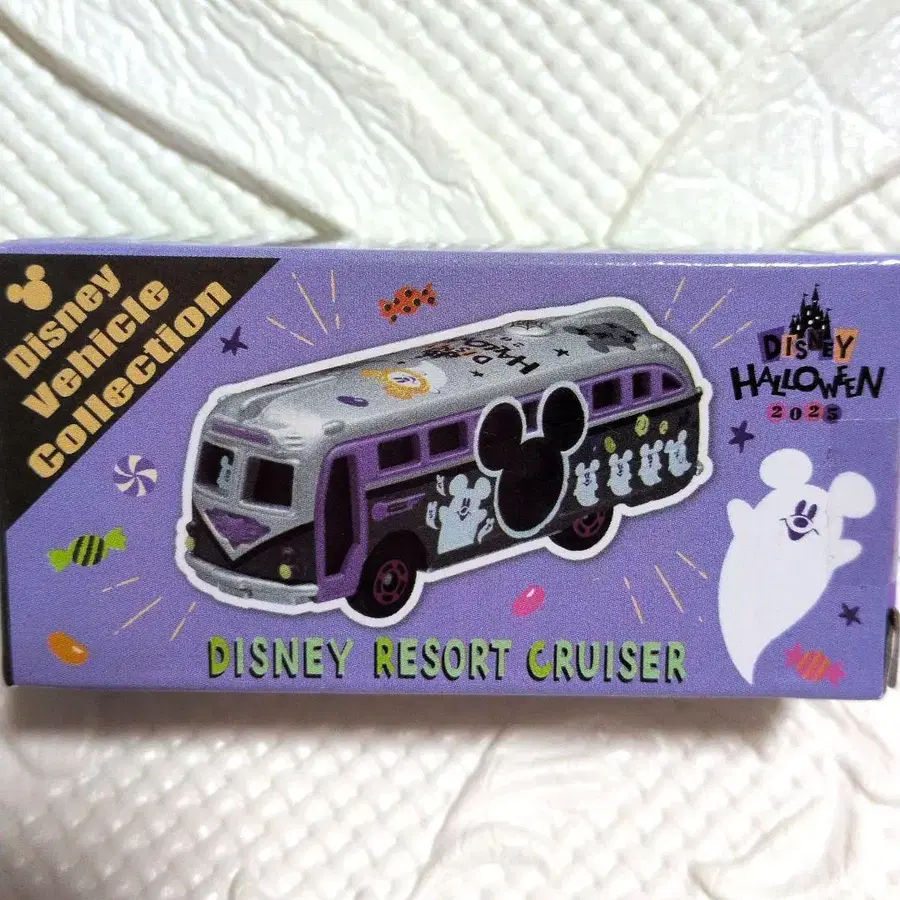 Disney
Vehicle
Collection
DISNEY
HALLOWEEN
2025
DISNEY RESORT CRUISER